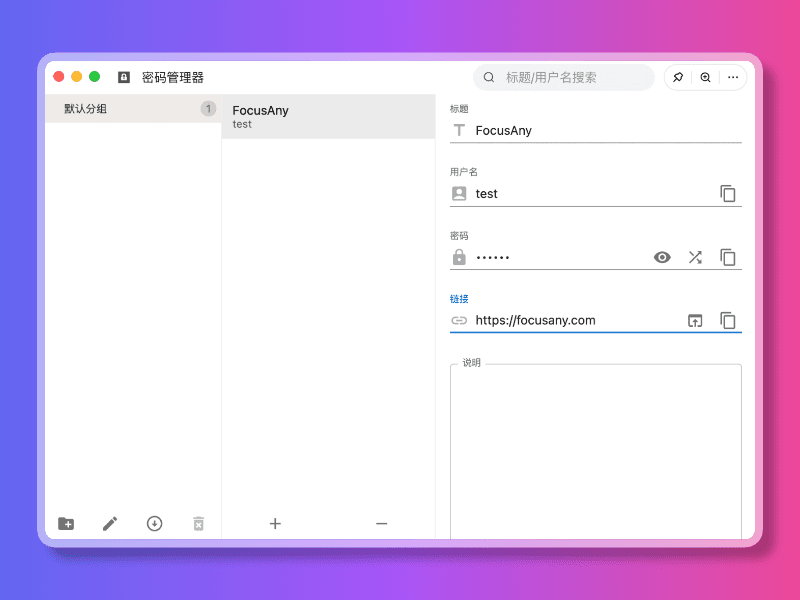 密码管理器
标题/用户名搜索
默认分组
1
FocusAny
test
标题
FocusAny
用户名
test
密码
••••••
链接
https://focusany.com
说明